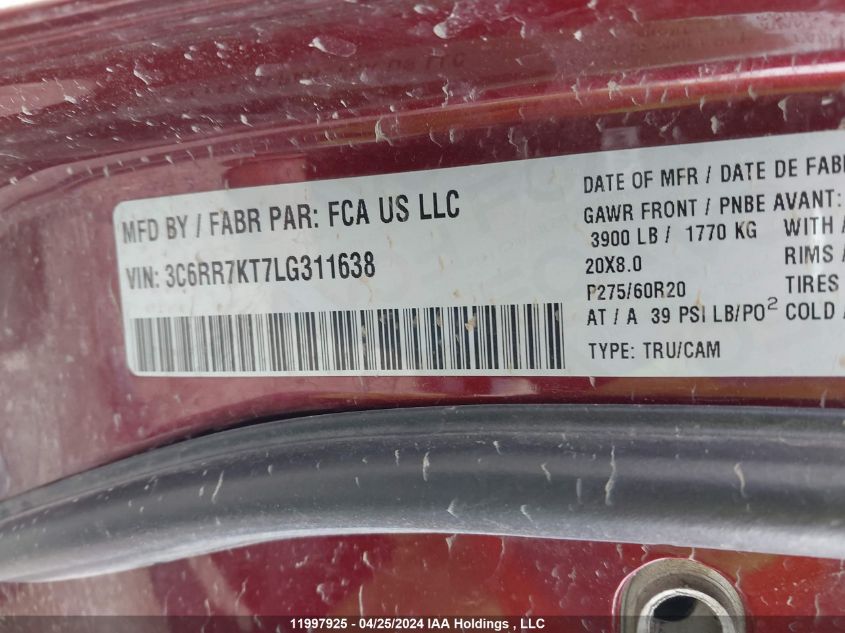 MFD BY / FABR PAR: FCA US LLC
VIN: 3C6RR7KT7LG311638
DATE OF MFR / DATE DE FABR
GAWR FRONT / PNBE AVANT:
3900 LB / 1770 KG WITH /
20X8.0 RIMS /
P275/60R20 TIRES
AT / A 39 PSI LB/PO2 COLD /
TYPE: TRU/CAM
11997925 - 04/25/2024 IAA Holdings , LLC